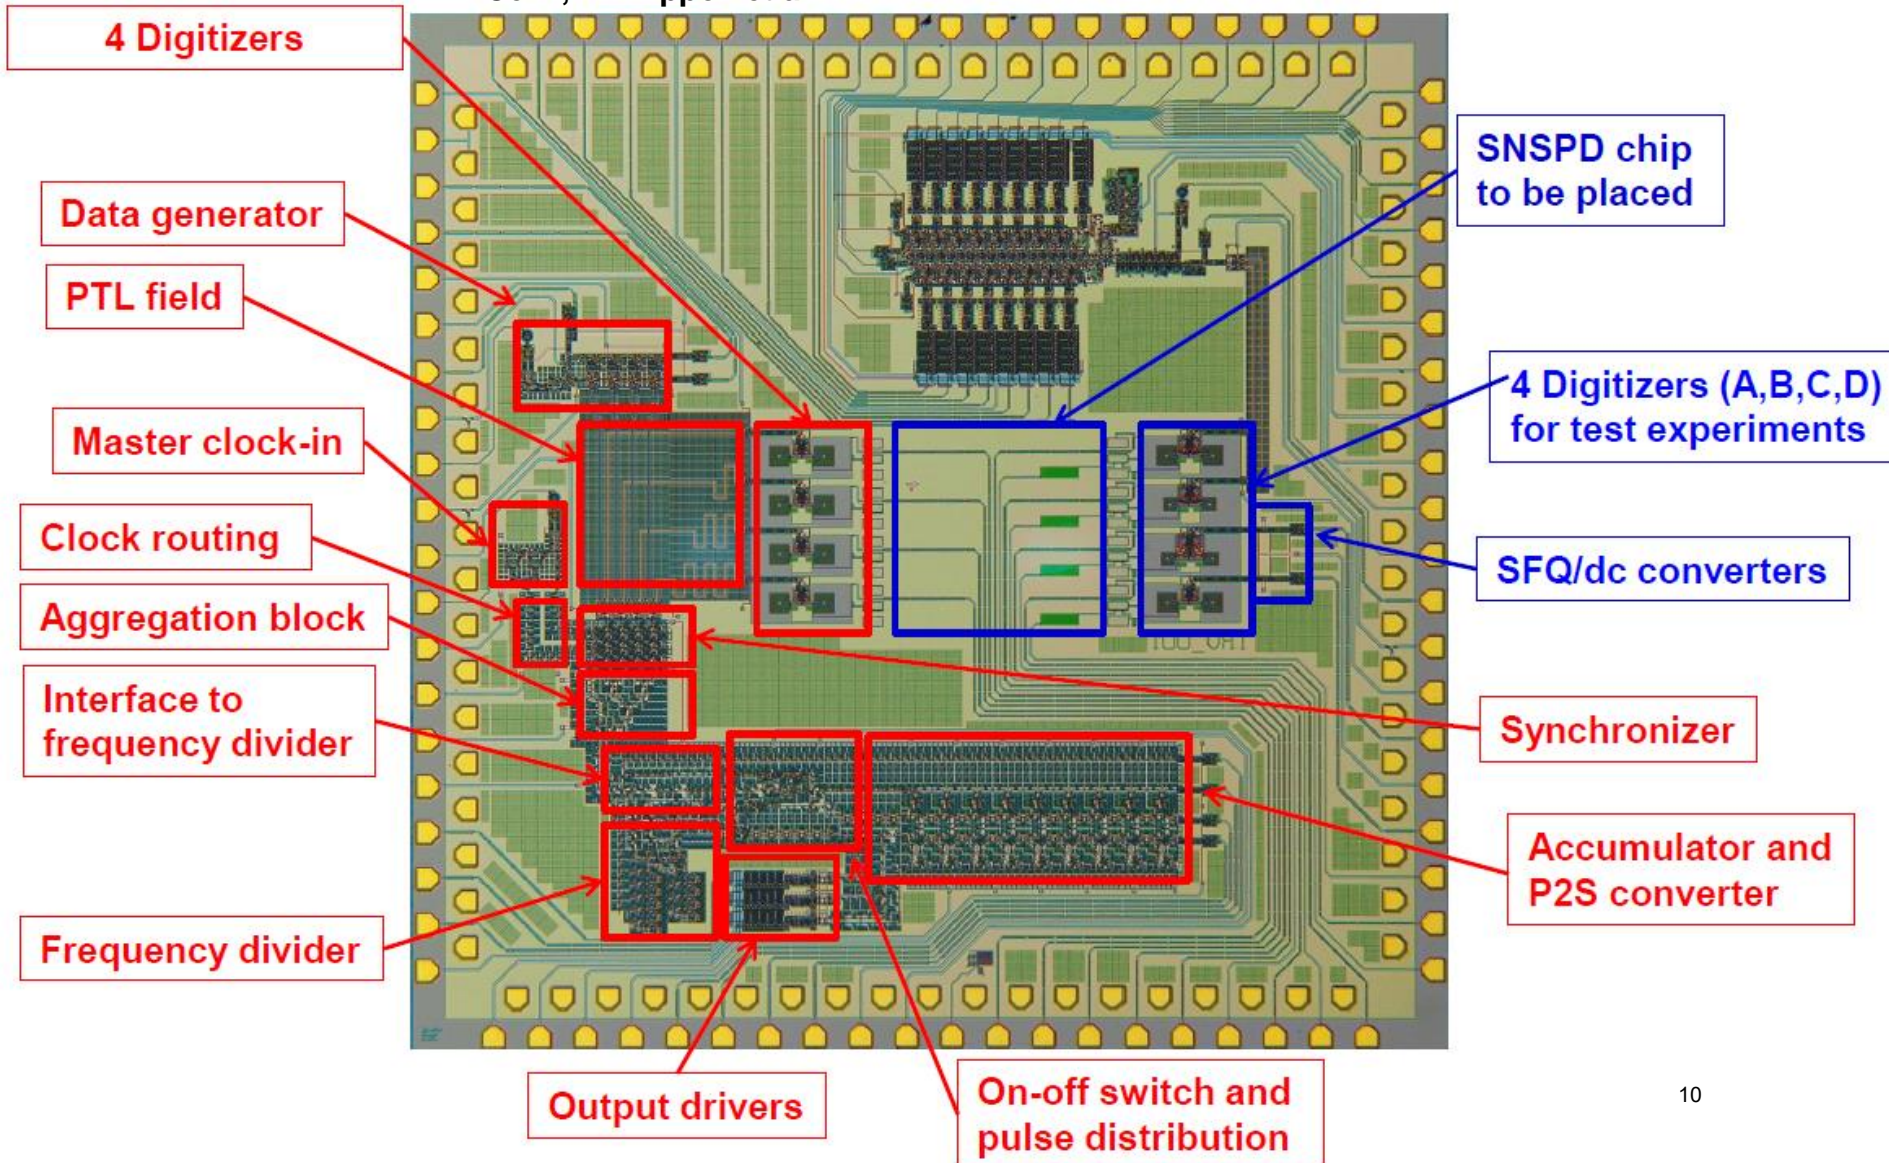 4 Digitizers
Data generator
PTL field
Master clock-in
Clock routing
Aggregation block
Interface to
frequency divider
Frequency divider
Output drivers
On-off switch and
pulse distribution
SNSPD chip
to be placed
4 Digitizers (A,B,C,D)
for test experiments
SFQ/dc converters
Synchronizer
Accumulator and
P2S converter
10